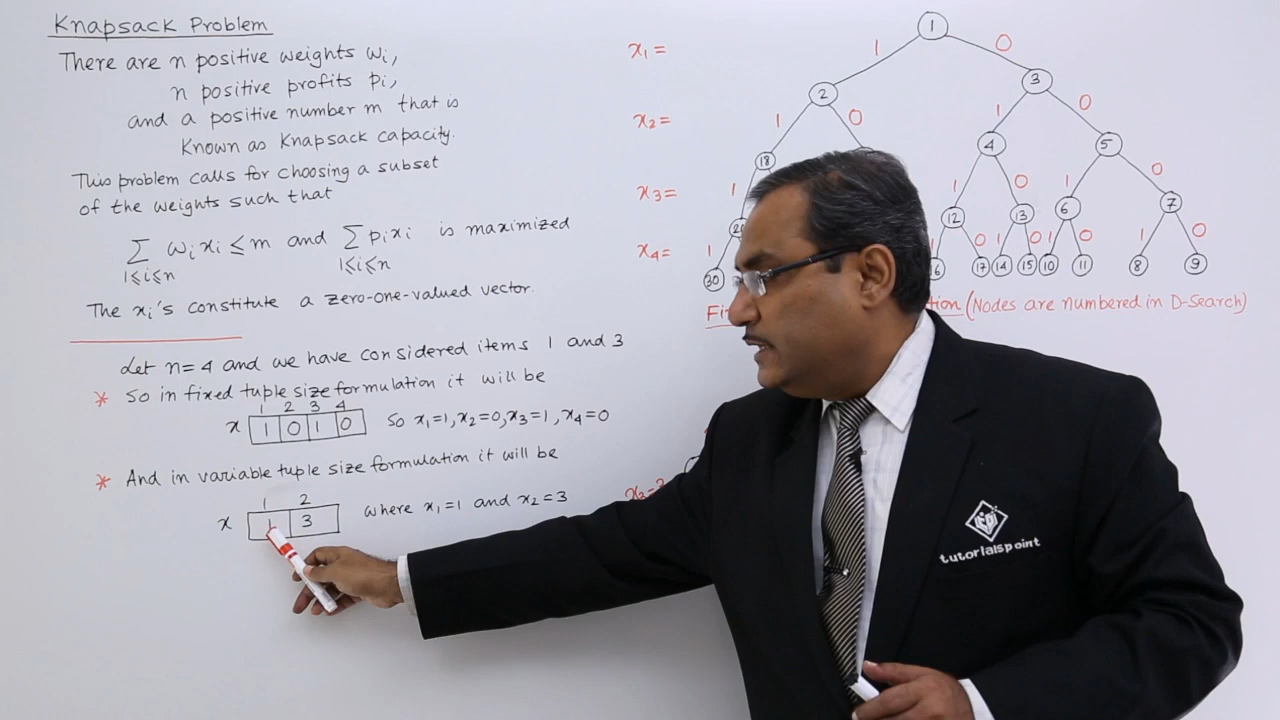 Knapsack Problem
There are n positive weights wi,
n positive profits pi,
and a positive number m that is
Known as Knapsack capacity.
This problem calls for choosing a subset
of the weights such that
∑ wi xi ≤ m and ∑ pi xi is maximized
1≤i≤n 1≤i≤n
The xi's constitute a zero-one-valued vector.
Let n=4 and we have considered items 1 and 3
* So in fixed tuple size formulation it will be
1 2 3 4
x 1 0 1 0 So x1=1, x2=0, x3=1, x4=0
* And in variable tuple size formulation it will be
1 2
x 1 3 where x1=1 and x2=3
1
x1= 1 0
2 3
x2= 1 0 1 0
18 4 5
x3= 1 1 0 1 0
12 13 6 7
x4= 1 1 0 1 0 1 0 1 0
30 17 14 15 10 11 8 9
(Nodes are numbered in D-Search)
tutorialspoint